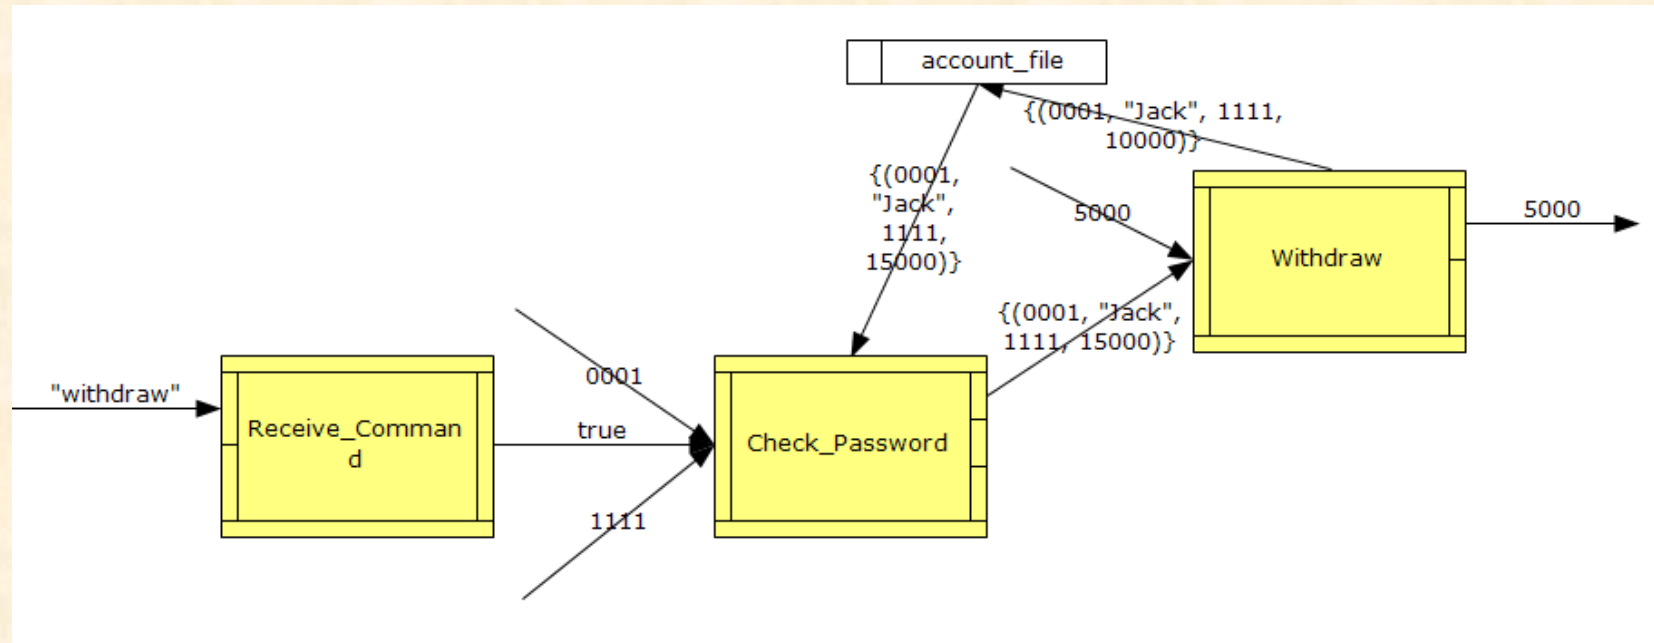 account_file
{(0001, "Jack", 1111,
10000)}
{(0001,
"Jack",
1111,
15000)}
5000
5000
Withdraw
{(0001, "Jack",
1111, 15000)}
0001
"withdraw"
Receive_Comman
d
true
Check_Password
1111